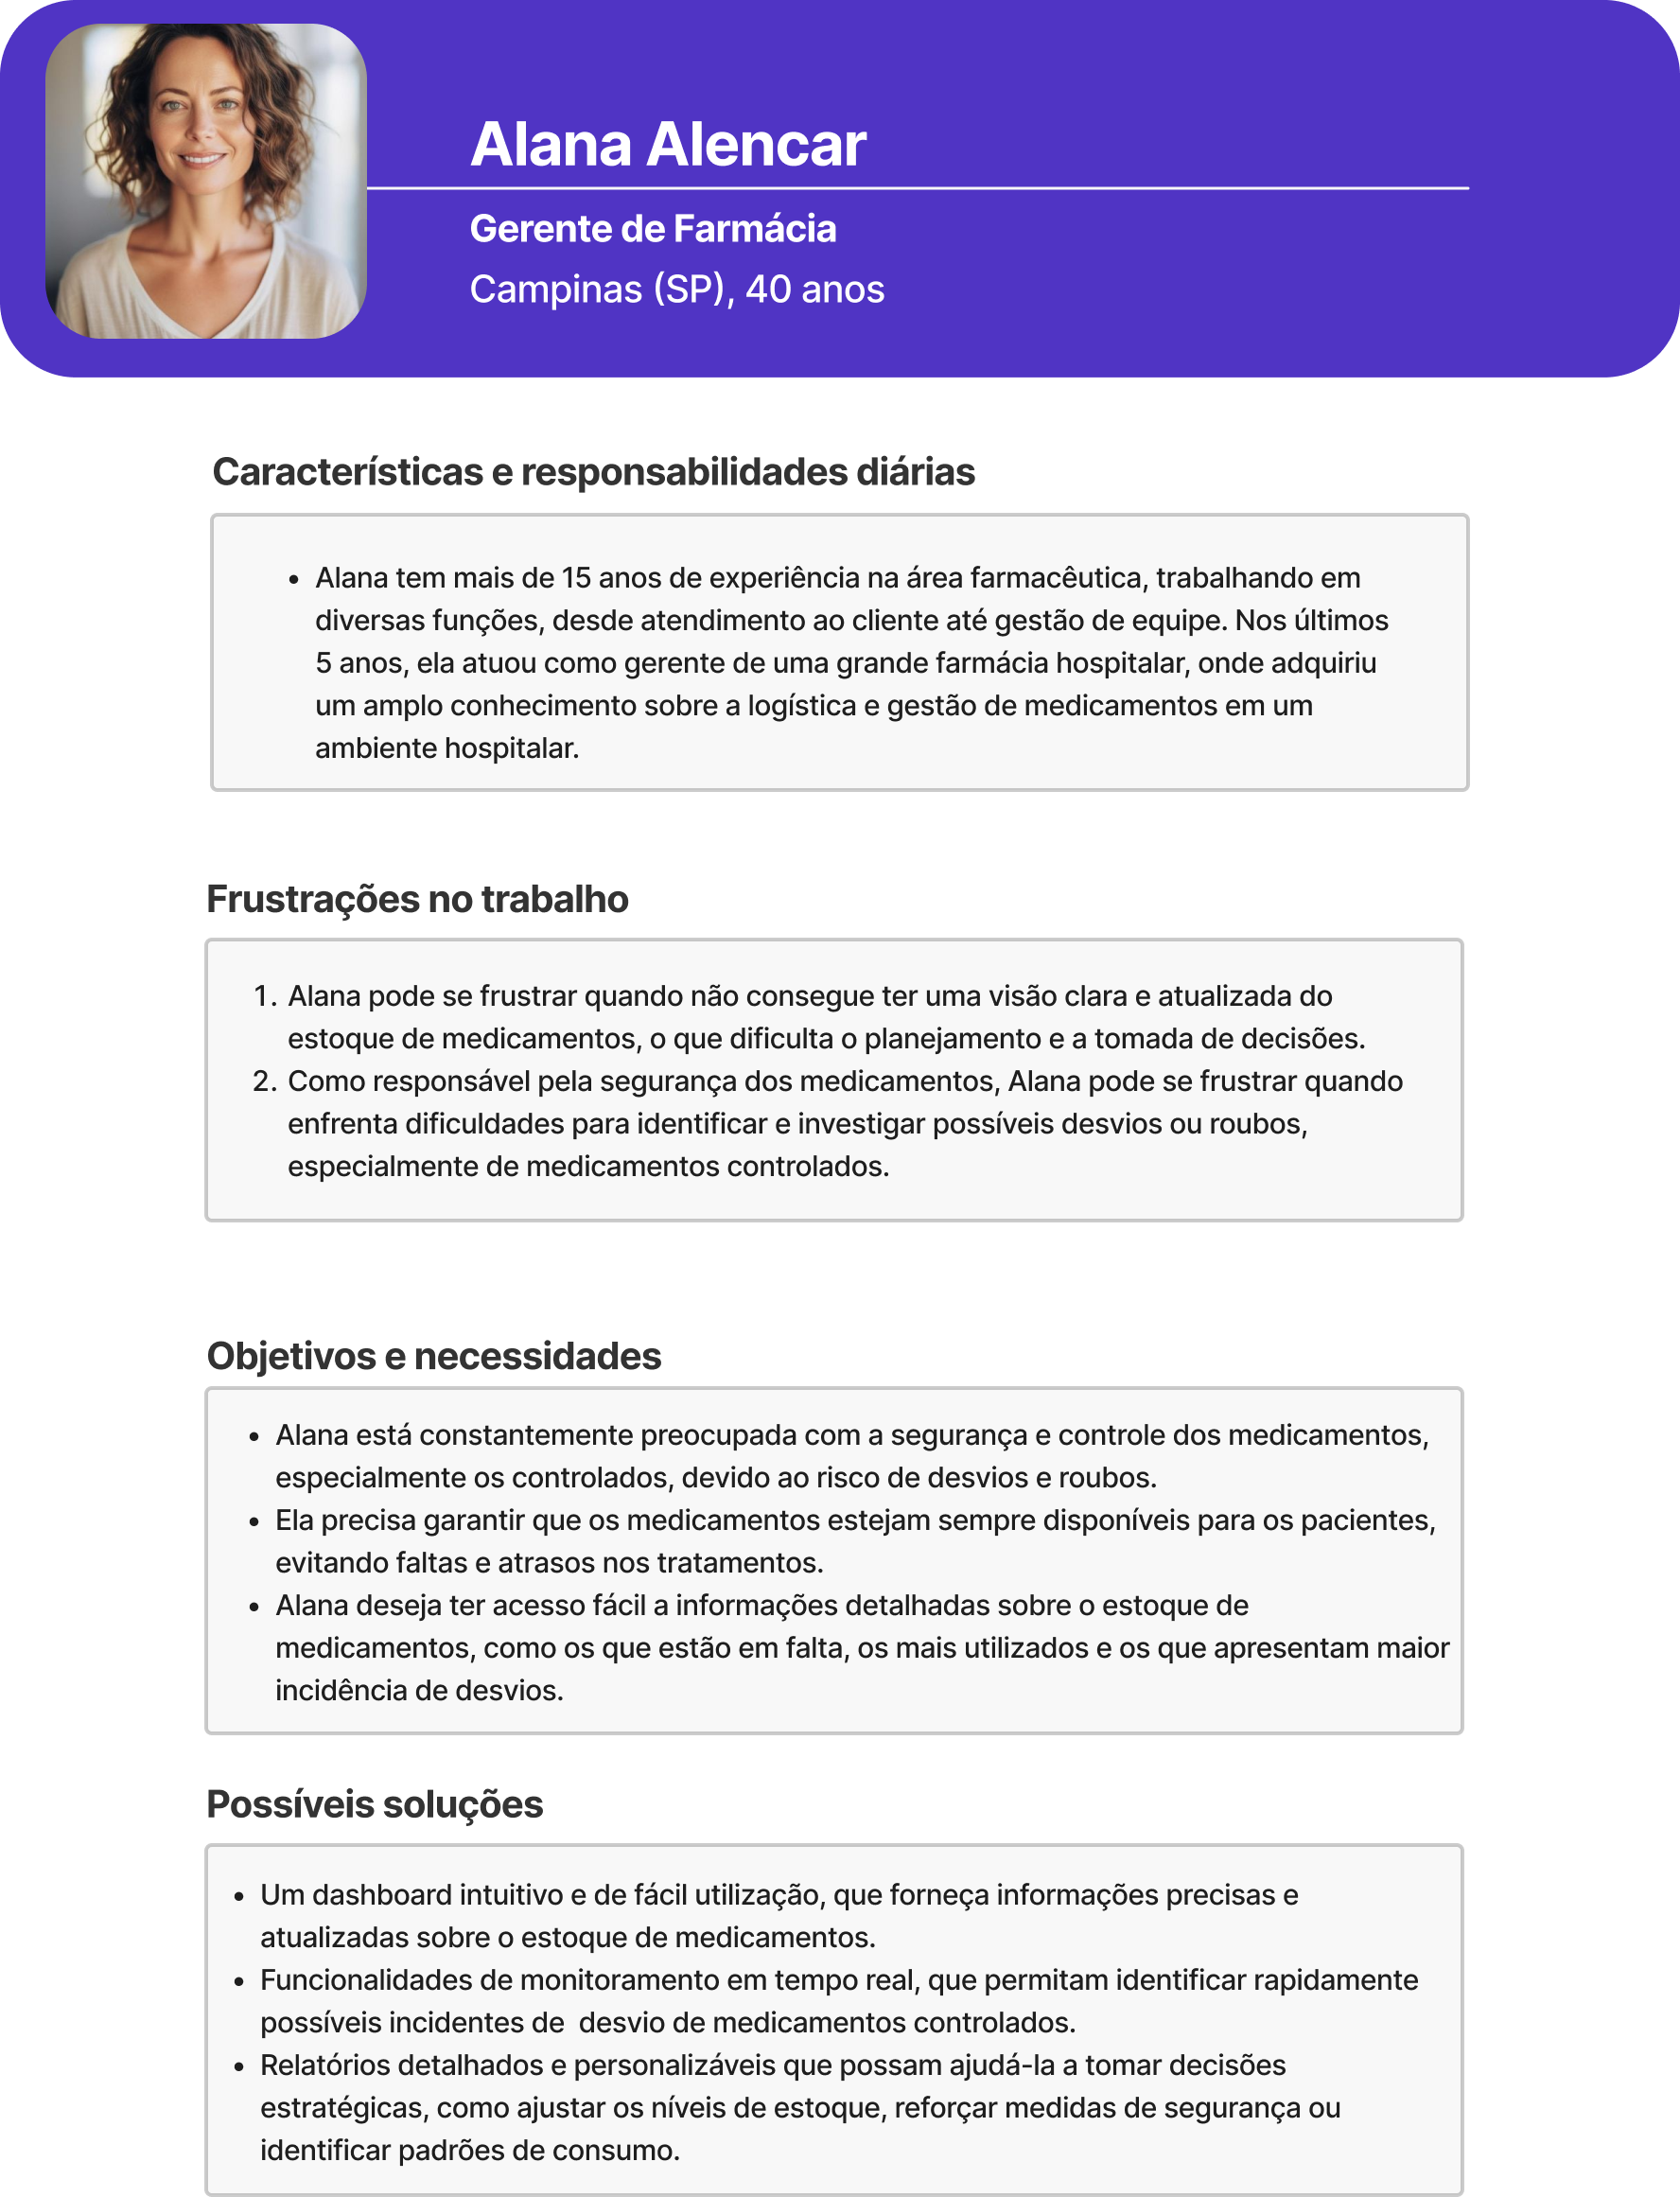 Alana Alencar
Gerente de Farmácia
Campinas (SP), 40 anos
Características e responsabilidades diárias
• Alana tem mais de 15 anos de experiência na área farmacêutica, trabalhando em
diversas funções, desde atendimento ao cliente até gestão de equipe. Nos últimos
5 anos, ela atuou como gerente de uma grande farmácia hospitalar, onde adquiriu
um amplo conhecimento sobre a logística e gestão de medicamentos em um
ambiente hospitalar.
Frustrações no trabalho
1. Alana pode se frustrar quando não consegue ter uma visão clara e atualizada do
estoque de medicamentos, o que dificulta o planejamento e a tomada de decisões.
2. Como responsável pela segurança dos medicamentos, Alana pode se frustrar quando
enfrenta dificuldades para identificar e investigar possíveis desvios ou roubos,
especialmente de medicamentos controlados.
Objetivos e necessidades
• Alana está constantemente preocupada com a segurança e controle dos medicamentos,
especialmente os controlados, devido ao risco de desvios e roubos.
• Ela precisa garantir que os medicamentos estejam sempre disponíveis para os pacientes,
evitando faltas e atrasos nos tratamentos.
• Alana deseja ter acesso fácil a informações detalhadas sobre o estoque de
medicamentos, como os que estão em falta, os mais utilizados e os que apresentam maior
incidência de desvios.
Possíveis soluções
• Um dashboard intuitivo e de fácil utilização, que forneça informações precisas e
atualizadas sobre o estoque de medicamentos.
• Funcionalidades de monitoramento em tempo real, que permitam identificar rapidamente
possíveis incidentes de  desvio de medicamentos controlados.
• Relatórios detalhados e personalizáveis que possam ajudá-la a tomar decisões
estratégicas, como ajustar os níveis de estoque, reforçar medidas de segurança ou
identificar padrões de consumo.